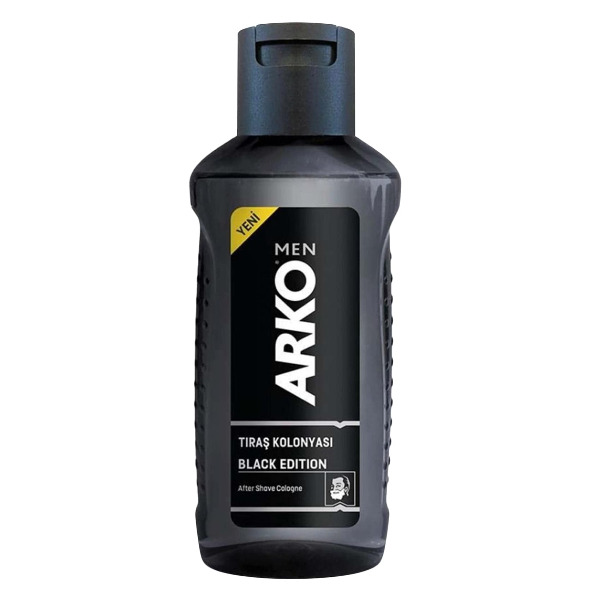 YENİ
MEN
ARKO
TIRAŞ KOLONYASI
BLACK EDITION
After Shave Cologne